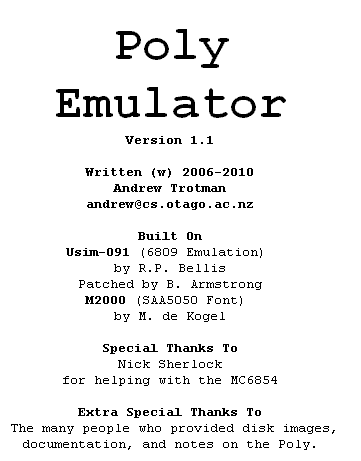 Poly
Emulator
Version 1.1
Written (w) 2006-2010
Andrew Trotman
andrew@cs.otago.ac.nz
Built On
Usim-091 (6809 Emulation)
by R.P. Bellis
Patched by B. Armstrong
M2000 (SAA5050 Font)
by M. de Kogel
Special Thanks To
Nick Sherlock
for helping with the MC6854
Extra Special Thanks To
The many people who provided disk images,
documentation, and notes on the Poly.